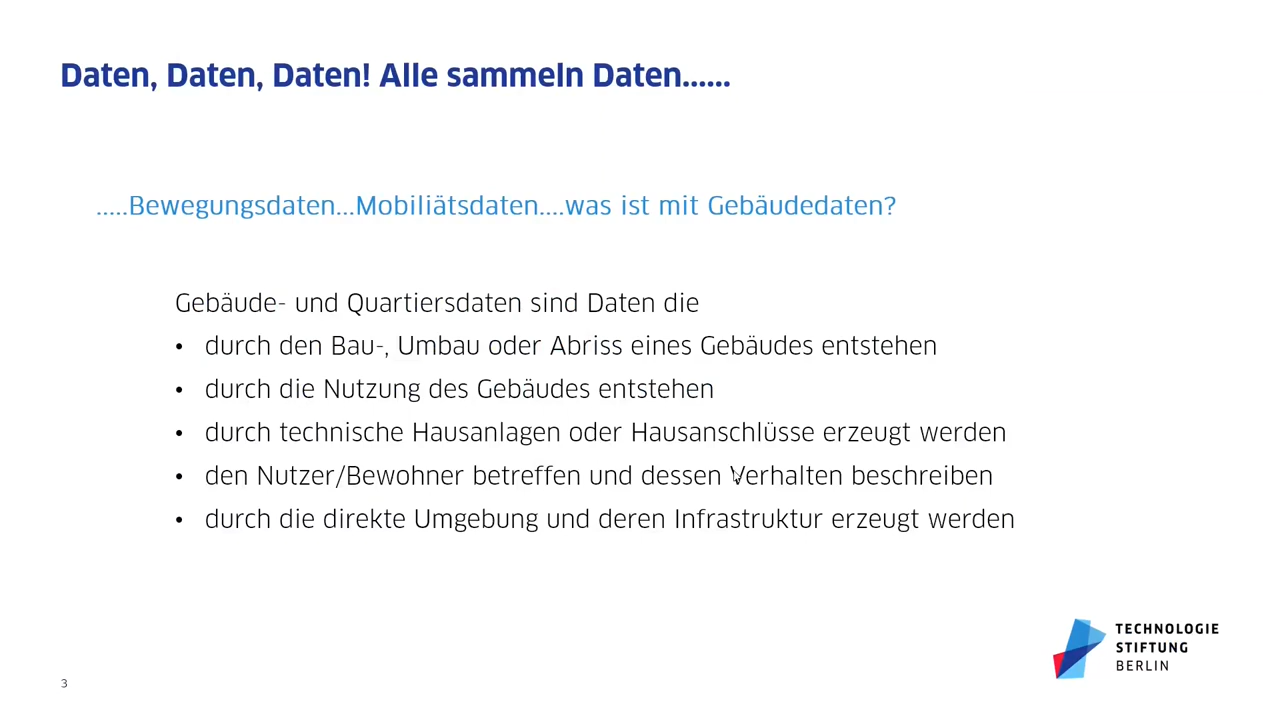 Daten, Daten, Daten! Alle sammeln Daten......
.....Bewegungsdaten...Mobiliätsdaten....was ist mit Gebäudedaten?
Gebäude- und Quartiersdaten sind Daten die
• durch den Bau-, Umbau oder Abriss eines Gebäudes entstehen
• durch die Nutzung des Gebäudes entstehen
• durch technische Hausanlagen oder Hausanschlüsse erzeugt werden
• den Nutzer/Bewohner betreffen und dessen Verhalten beschreiben
• durch die direkte Umgebung und deren Infrastruktur erzeugt werden
TECHNOLOGIE
STIFTUNG
BERLIN
3